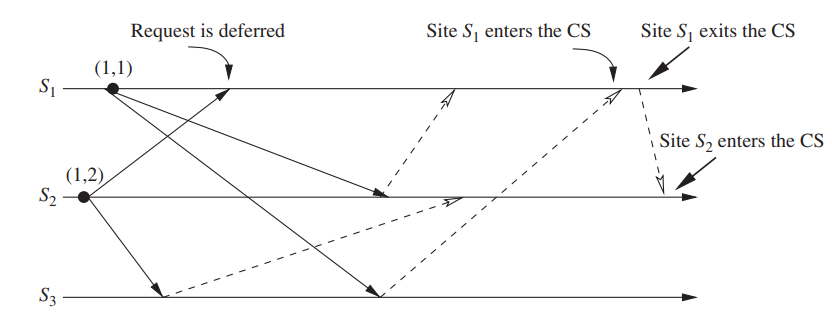 Request is deferred
Site S1 enters the CS
Site S1 exits the CS
(1,1)
S1
Site S2 enters the CS
(1,2)
S2
S3